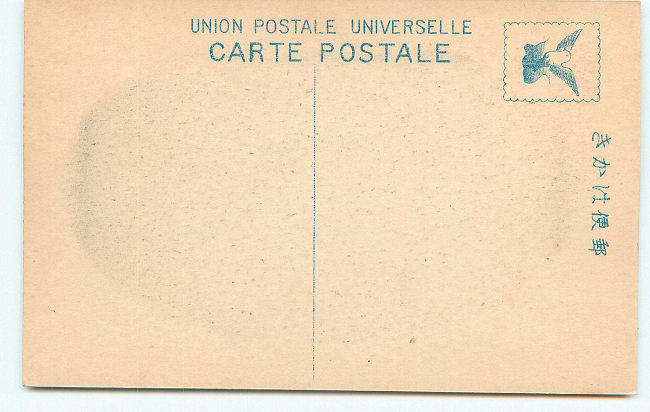 UNION POSTALE UNIVERSELLE
CARTE POSTALE
郵便はかき